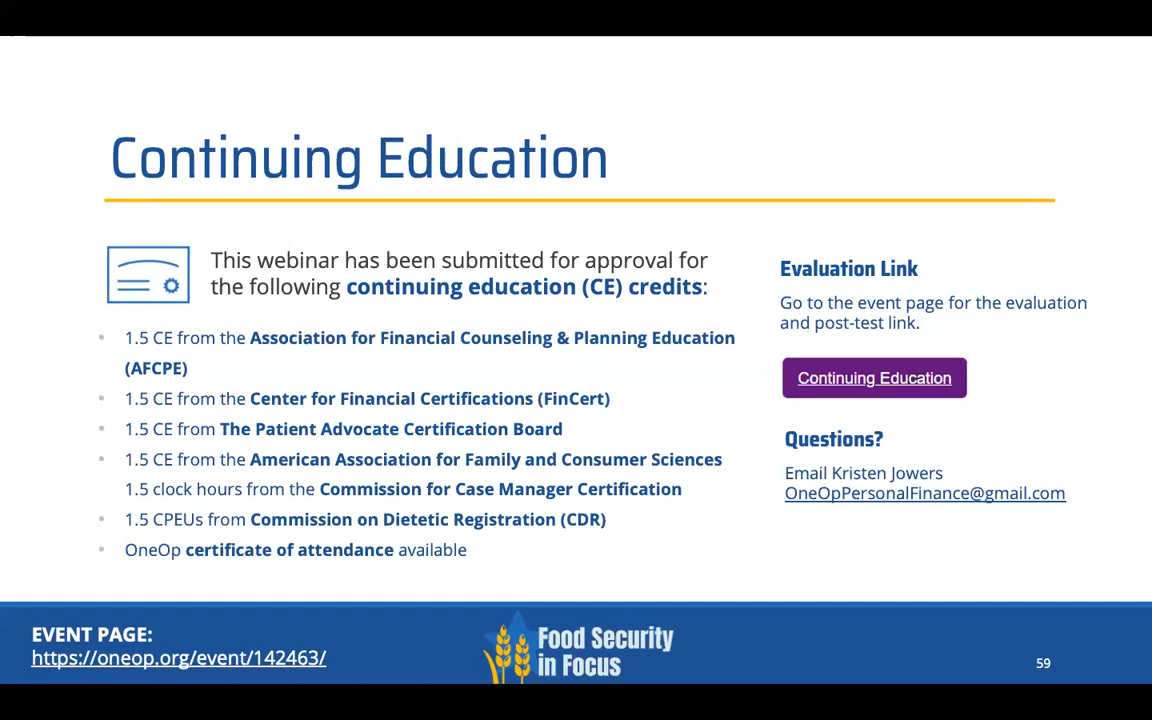 Continuing Education
This webinar has been submitted for approval for
the following continuing education (CE) credits:
• 1.5 CE from the Association for Financial Counseling & Planning Education
(AFCPE)
• 1.5 CE from the Center for Financial Certifications (FinCert)
• 1.5 CE from The Patient Advocate Certification Board
• 1.5 CE from the American Association for Family and Consumer Sciences
1.5 clock hours from the Commission for Case Manager Certification
• 1.5 CPEUs from Commission on Dietetic Registration (CDR)
• OneOp certificate of attendance available
Evaluation Link
Go to the event page for the evaluation
and post-test link.
Continuing Education
Questions?
Email Kristen Jowers
OneOpPersonalFinance@gmail.com
EVENT PAGE:
https://oneop.org/event/142463/
Food Security
in Focus
59